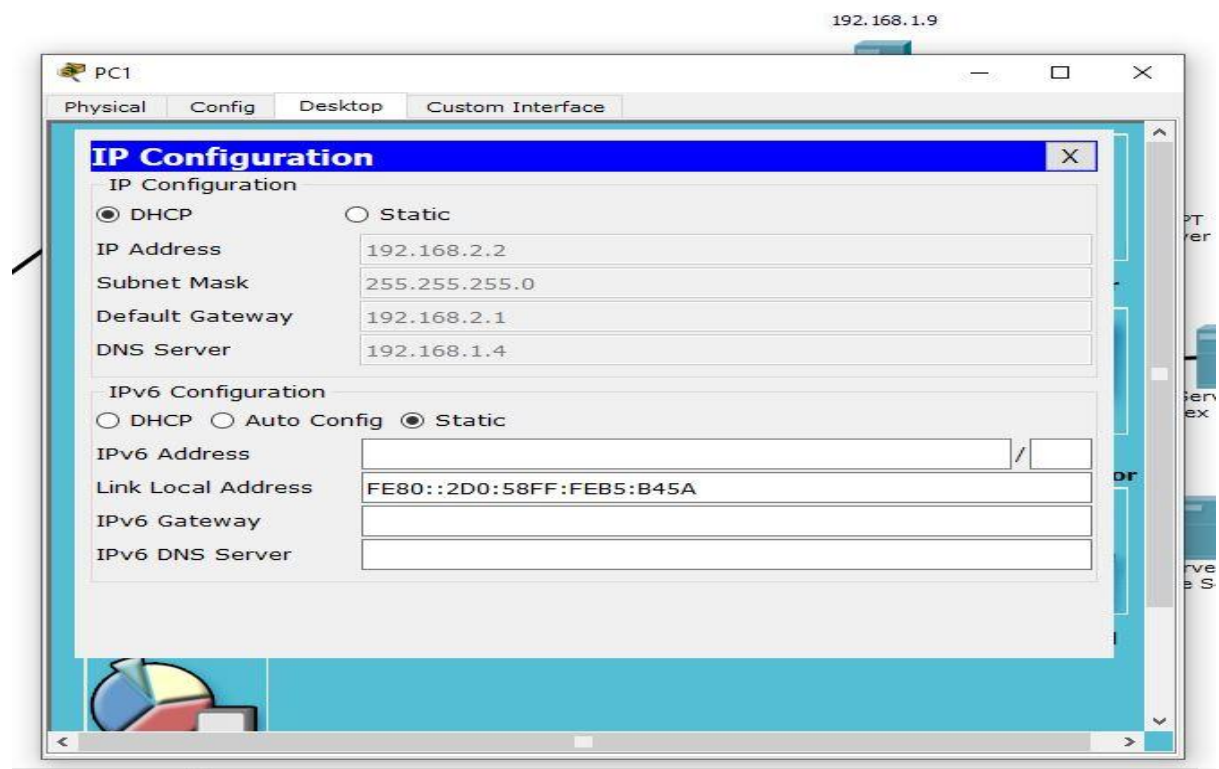 192.168.1.9
PC1
Physical Config Desktop Custom Interface
IP Configuration X
IP Configuration
DHCP Static
IP Address 192.168.2.2
Subnet Mask 255.255.255.0
Default Gateway 192.168.2.1
DNS Server 192.168.1.4
IPv6 Configuration
DHCP Auto Config Static
IPv6 Address /
Link Local Address FE80::2D0:58FF:FEB5:B45A
IPv6 Gateway
IPv6 DNS Server